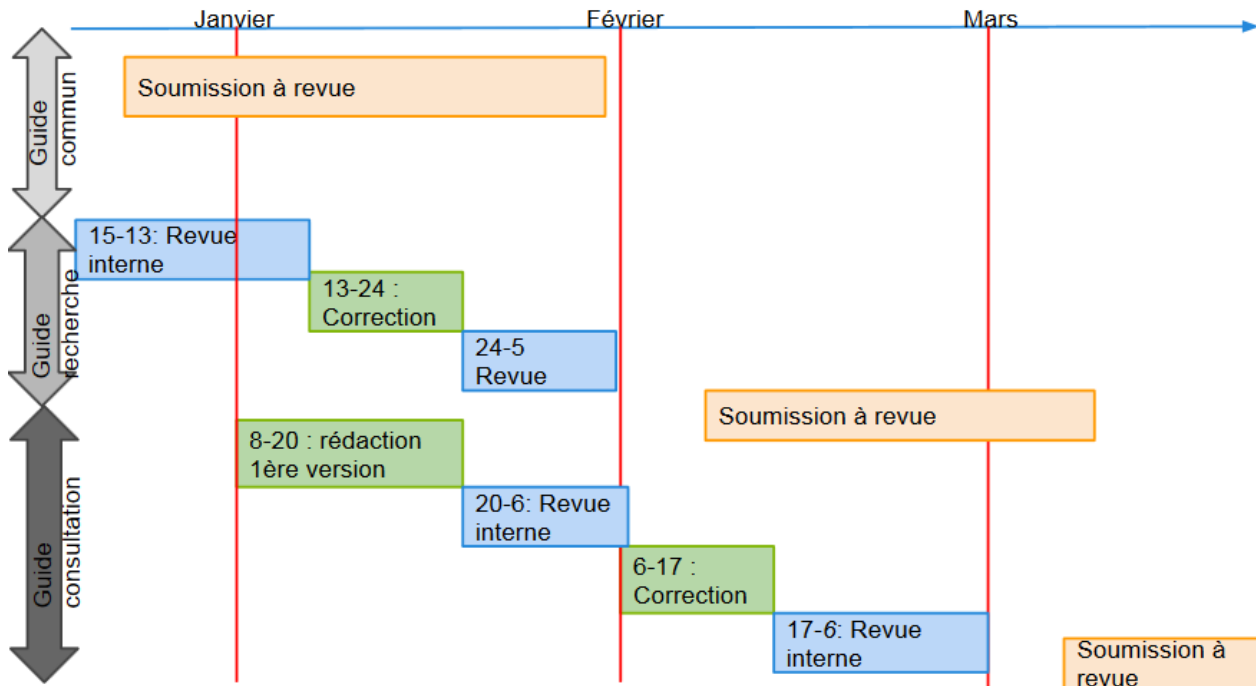 Janvier
Février
Mars
Guide
commun
Soumission à revue
Guide
recherche
15-13: Revue
interne
13-24 :
Correction
24-5
Revue
Soumission à revue
Guide
consultation
8-20 : rédaction
1ère version
20-6: Revue
interne
6-17 :
Correction
17-6: Revue
interne
Soumission à
revue